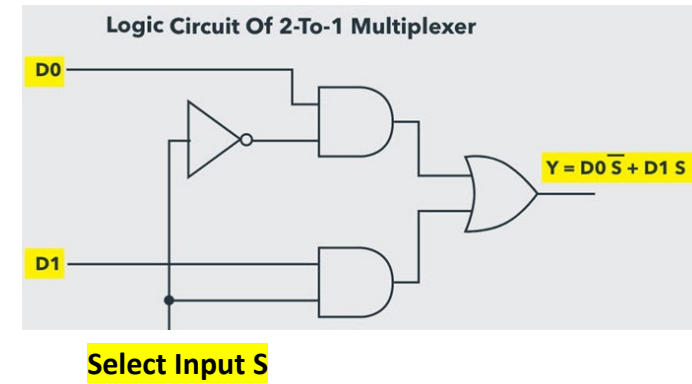 Logic Circuit Of 2-To-1 Multiplexer
D0
Y = D0 S̅ + D1 S
D1
Select Input S